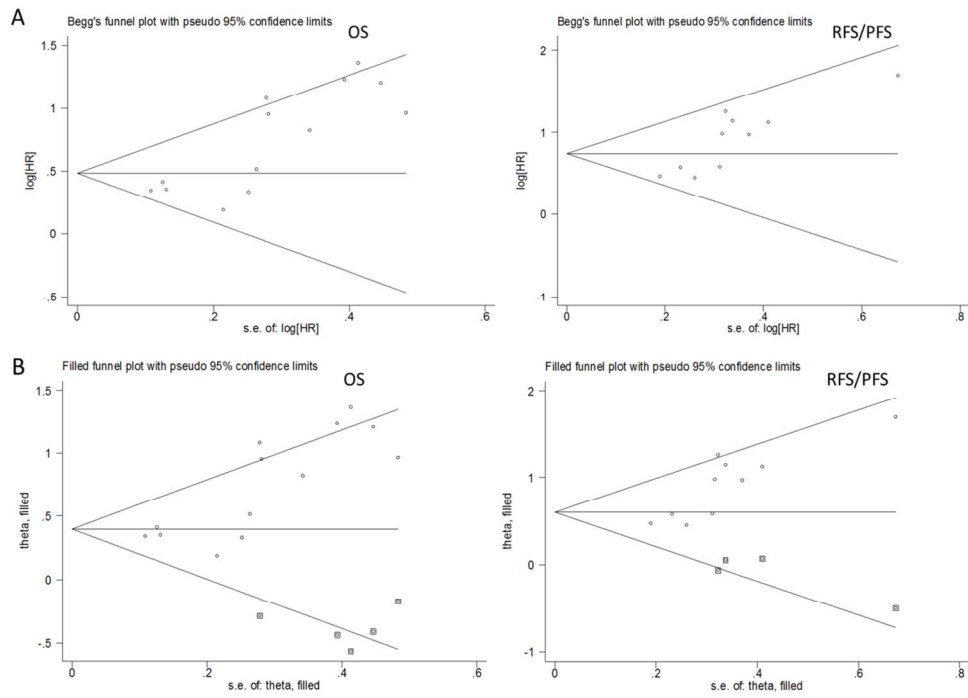 A
Begg's funnel plot with pseudo 95% confidence limits
OS
1.5
1
.5
0
-.5
log[HR]
0
.2
.4
.6
s.e. of: log[HR]
Begg's funnel plot with pseudo 95% confidence limits
RFS/PFS
2
1
0
-1
log[HR]
0
.2
.4
.6
.8
s.e. of: log[HR]
B
Filled funnel plot with pseudo 95% confidence limits
OS
1.5
1
.5
0
-.5
theta, filled
0
.2
.4
.6
s.e. of: theta, filled
Filled funnel plot with pseudo 95% confidence limits
RFS/PFS
2
1
0
-1
theta, filled
0
.2
.4
.6
.8
s.e. of: theta, filled